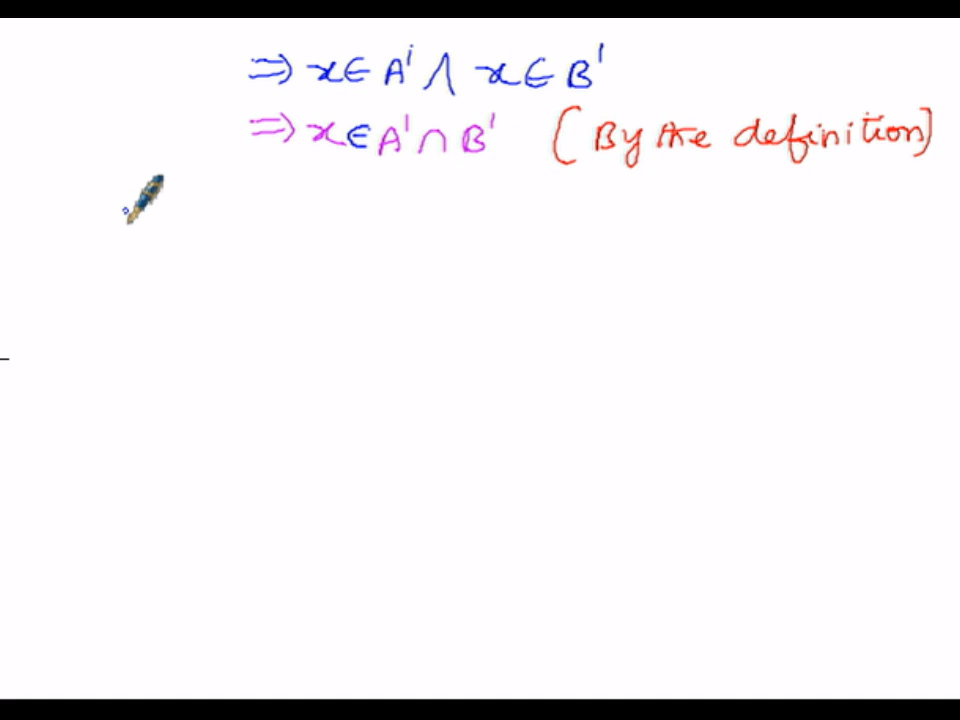 ⇒ x ∈ A' ∧ x ∈ B'
⇒ x ∈ A' ∩ B' (By the definition)